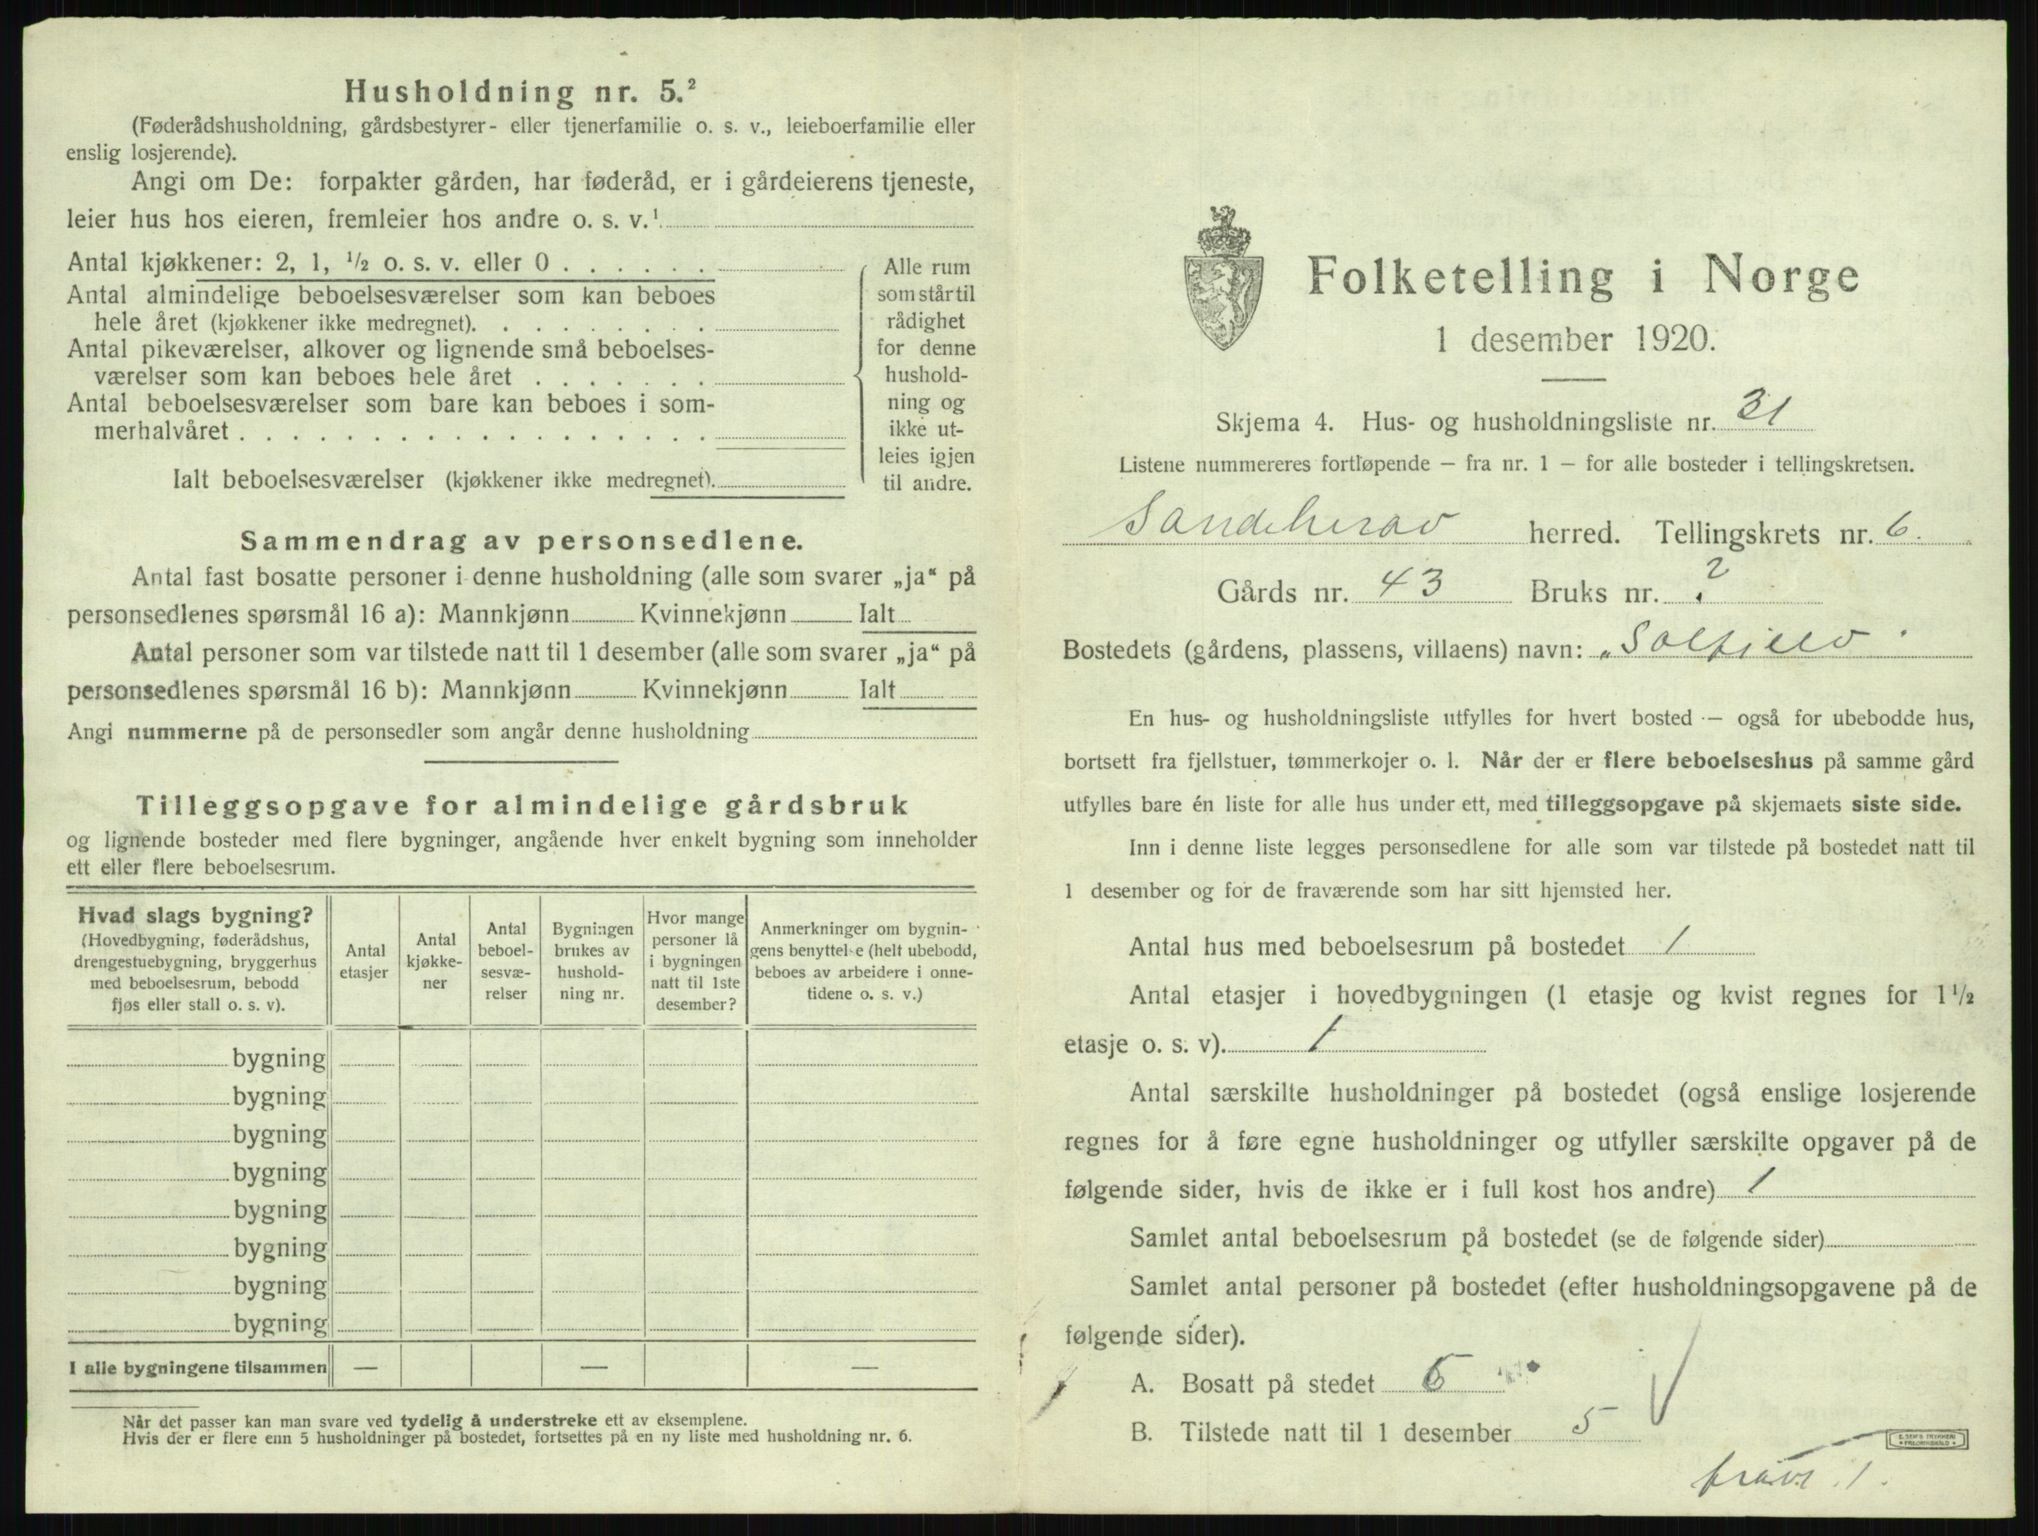 Husholdning nr. 5.²
(Føderådshusholdning, gårdsbestyrer- eller tjenerfamilie o. s. v., leieboerfamilie eller
enslig losjerende).
Angi om De: forpakter gården, har føderåd, er i gårdeierens tjeneste,
leier hus hos eieren, fremleier hos andre o. s. v.¹
Antal kjøkkener: 2, 1, ½ o. s. v. eller 0 . . . . . .
Antal almindelige beboelsesværelser som kan beboes
hele året (kjøkkener ikke medregnet). . . . . . . . .
Antal pikeværelser, alkover og lignende små beboelses-
værelser som kan beboes hele året . . . . . . .
Antal beboelsesværelser som bare kan beboes i som-
merhalvåret . . . . . . . . . . . . . . . . . .
Ialt beboelsesværelser (kjøkkener ikke medregnet).
Alle rum
som står til
rådighet
for denne
hushold-
ning og
ikke ut-
leies igjen
til andre.
Sammendrag av personsedlene.
Antal fast bosatte personer i denne husholdning (alle som svarer „ja“ på
personsedlenes spørsmål 16 a): Mannkjønn Kvinnekjønn Ialt
Antal personer som var tilstede natt til 1 desember (alle som svarer „ja“ på
personsedlenes spørsmål 16 b): Mannkjønn Kvinnekjønn Ialt
Angi nummerne på de personsedler som angår denne husholdning
Tilleggsopgave for almindelige gårdsbruk
og lignende bosteder med flere bygninger, angående hver enkelt bygning som inneholder
ett eller flere beboelsesrum.
Hvad slags bygning?
(Hovedbygning, føderådshus,
drengestuebygning, bryggerhus
med beboelsesrum, bebodd
fjøs eller stall o. s. v).
Antal
etasjer
Antal
kjøkke-
ner
Antal
beboel-
sesvæ-
relser
Bygningen
brukes av
hushold-
ning nr.
Hvor mange
personer lå
i bygningen
natt til 1ste
desember?
Anmerkninger om bygnin-
gens benyttelse (helt ubebodd,
beboes av arbeidere i onne-
tidene o. s. v.)
bygning
bygning
bygning
bygning
bygning
bygning
bygning
bygning
I alle bygningene tilsammen — — —
Når det passer kan man svare ved tydelig å understreke ett av eksemplene.
Hvis der er flere enn 5 husholdninger på bostedet, fortsettes på en ny liste med husholdning nr. 6.
Folketelling i Norge
1 desember 1920.
Skjema 4. Hus- og husholdningsliste nr. 31
Listene nummereres fortløpende — fra nr. 1 — for alle bosteder i tellingskretsen.
Sandeherav herred. Tellingskrets nr. 6.
Gårds nr. 43 Bruks nr. ?
Bostedets (gårdens, plassens, villaens) navn:
En hus- og husholdningsliste utfylles for hvert bosted — også for ubebodde hus,
bortsett fra fjellstuer, tømmerkojer o. l. Når der er flere beboelseshus på samme gård
utfylles bare én liste for alle hus under ett, med tilleggsopgave på skjemaets siste side.
Inn i denne liste legges personsedlene for alle som var tilstede på bostedet natt til
1 desember og for de fraværende som har sitt hjemsted her.
Antal hus med beboelsesrum på bostedet 1
Antal etasjer i hovedbygningen (1 etasje og kvist regnes for 1½
etasje o. s. v). 1
Antal særskilte husholdninger på bostedet (også enslige losjerende
regnes for å føre egne husholdninger og utfyller særskilte opgaver på de
følgende sider, hvis de ikke er i full kost hos andre) 1
Samlet antal beboelsesrum på bostedet (se de følgende sider)
Samlet antal personer på bostedet (efter husholdningsopgavene på de
følgende sider).
A. Bosatt på stedet 6
B. Tilstede natt til 1 desember 5
frav. 1.